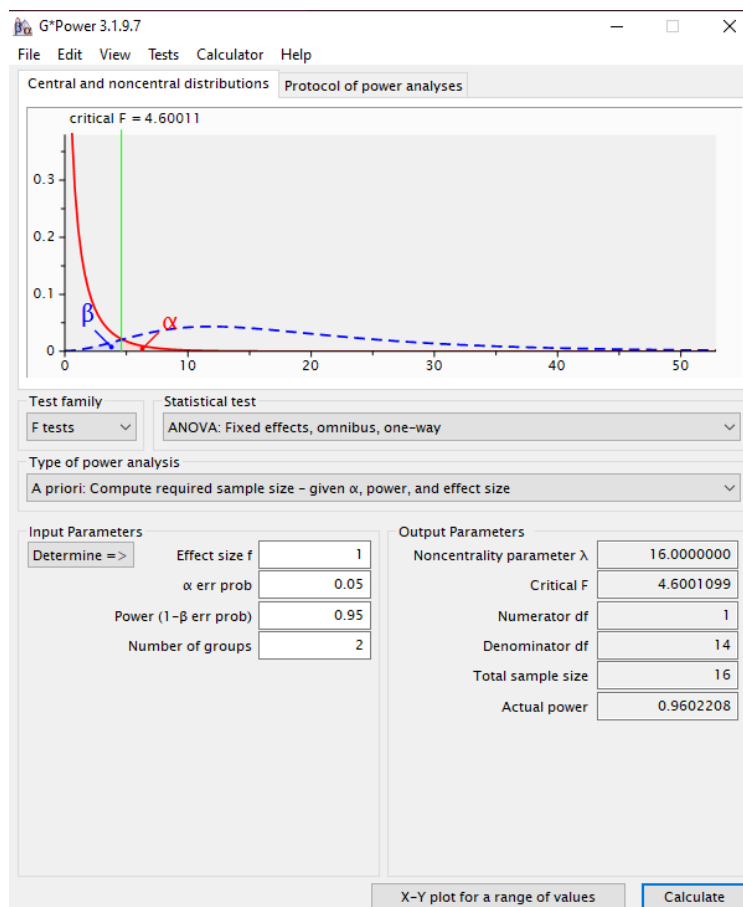 G*Power 3.1.9.7
File Edit View Tests Calculator Help
Central and noncentral distributions Protocol of power analyses
critical F = 4.60011
0.3
0.2
0.1
β α
0
0 10 20 30 40 50
Test family Statistical test
F tests ANOVA: Fixed effects, omnibus, one-way
Type of power analysis
A priori: Compute required sample size - given α, power, and effect size
Input Parameters Output Parameters
Determine => Effect size f 1 Noncentrality parameter λ 16.0000000
α err prob 0.05 Critical F 4.6001099
Power (1-β err prob) 0.95 Numerator df 1
Number of groups 2 Denominator df 14
Total sample size 16
Actual power 0.9602208
X-Y plot for a range of values Calculate